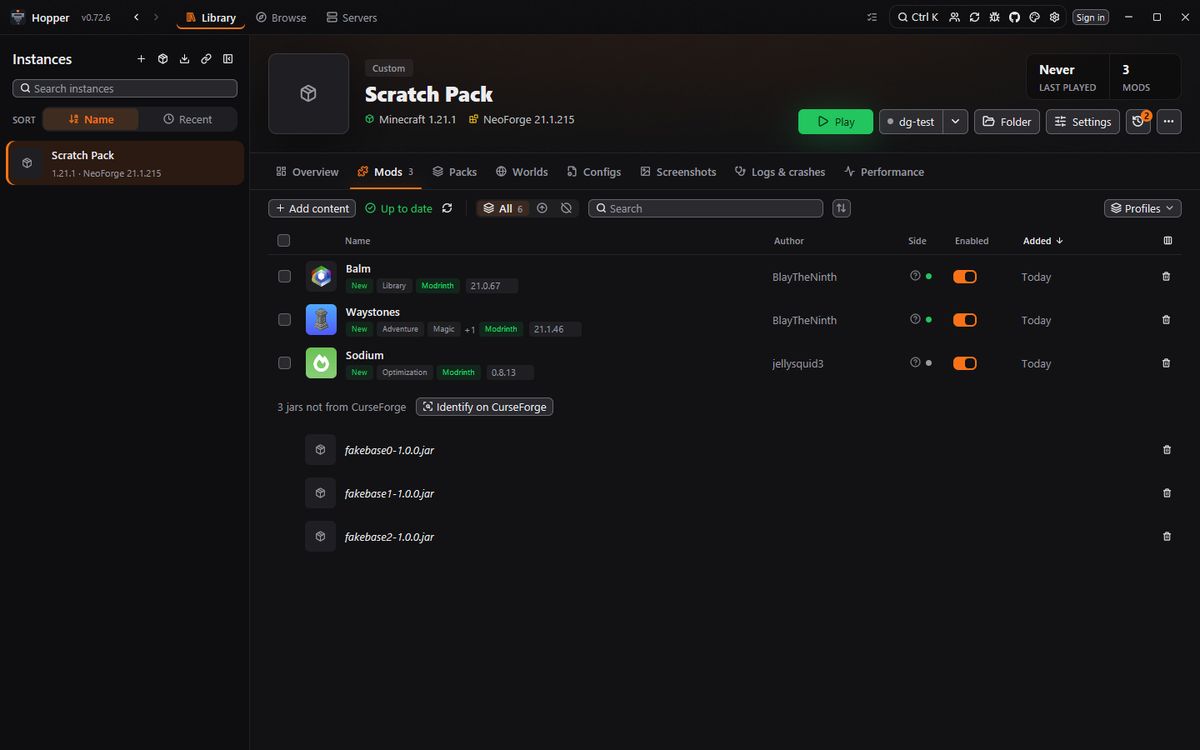 Hopper v0.72.6 Library Browse Servers Ctrl K Sign in
Instances
Search instances
SORT Name Recent
Scratch Pack
1.21.1 · NeoForge 21.1.215
Custom
Scratch Pack
Minecraft 1.21.1 NeoForge 21.1.215
Never
LAST PLAYED
3
MODS
Play dg-test Folder Settings 2
Overview Mods 3 Packs Worlds Configs Screenshots Logs & crashes Performance
Add content Up to date All 6 Search Profiles
Name Author Side Enabled Added
Balm
New Library Modrinth 21.0.67
BlayTheNinth Today
Waystones
New Adventure Magic +1 Modrinth 21.1.46
BlayTheNinth Today
Sodium
New Optimization Modrinth 0.8.13
jellysquid3 Today
3 jars not from CurseForge Identify on CurseForge
fakebase0-1.0.0.jar
fakebase1-1.0.0.jar
fakebase2-1.0.0.jar